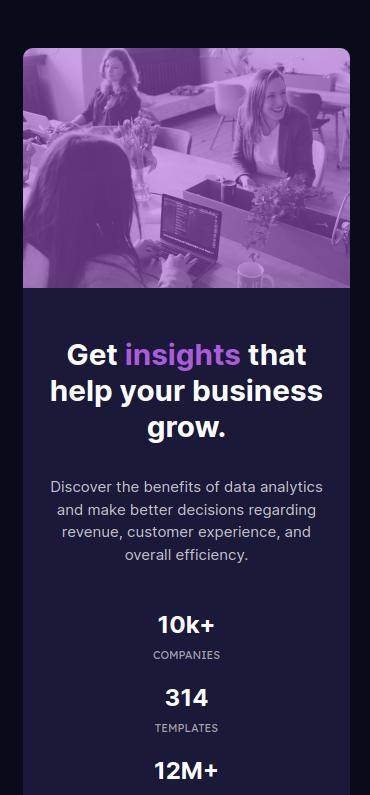 Get insights that
help your business
grow.
Discover the benefits of data analytics
and make better decisions regarding
revenue, customer experience, and
overall efficiency.
10k+
COMPANIES
314
TEMPLATES
12M+